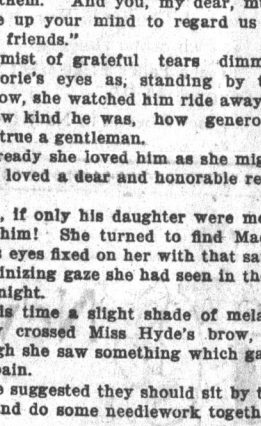 them. And you, my dear, mu
e up your mind to regard us
friends."
mist of grateful tears dimm
orie's eyes as, standing by t
ow, she watched him ride away
w kind he was, how genero
true a gentleman.
ready she loved him as she mig
loved a dear and honorable re
, if only his daughter were mo
him! She turned to find Mad
s eyes fixed on her with that sa
inizing gaze she had seen in the
night.
is time a slight shade of mela
y crossed Miss Hyde's brow,
gh she saw something which ga
pain.
e suggested they should sit by t
nd do some needlework togeth